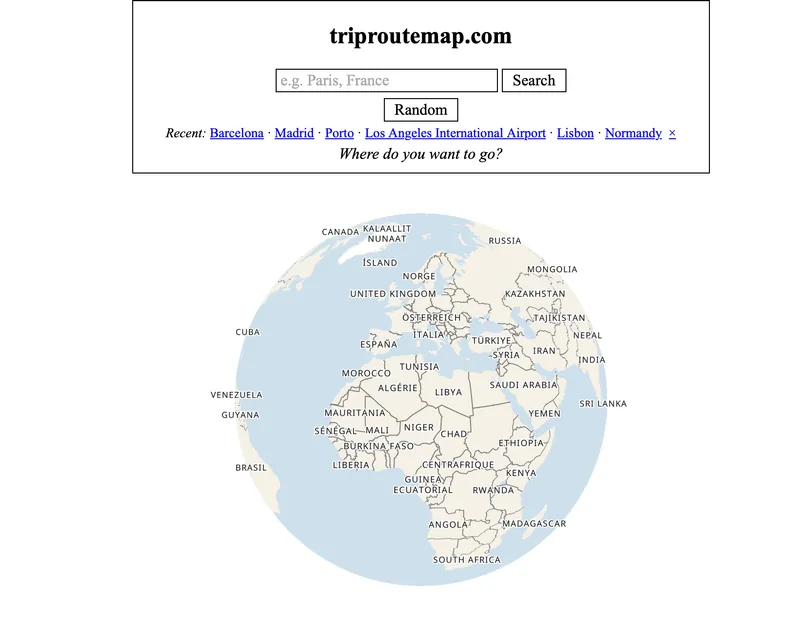 triproutemap.com
e.g. Paris, France Search
Random
Recent: Barcelona · Madrid · Porto · Los Angeles International Airport · Lisbon · Normandy ×
Where do you want to go?
CANADA
KALAALLIT
NUNAAT
RUSSIA
ÍSLAND
MONGOLIA
NORGE
UNITED KINGDOM
KAZAKHSTAN
ÖSTERREICH
TAJIKISTAN
CUBA
ITALIA
NEPAL
ESPAÑA
TÜRKIYE
SYRIA
IRAN
INDIA
TUNISIA
MOROCCO
ALGÉRIE
LIBYA
SAUDI ARABIA
VENEZUELA
SRI LANKA
GUYANA
MAURITANIA
YEMEN
SÉNÉGAL
MALI
NIGER
CHAD
BURKINA FASO
ETHIOPIA
BRASIL
LIBERIA
CENTRAFRIQUE
KENYA
GUINEA
ECUATORIAL
RWANDA
ANGOLA
MADAGASCAR
SOUTH AFRICA